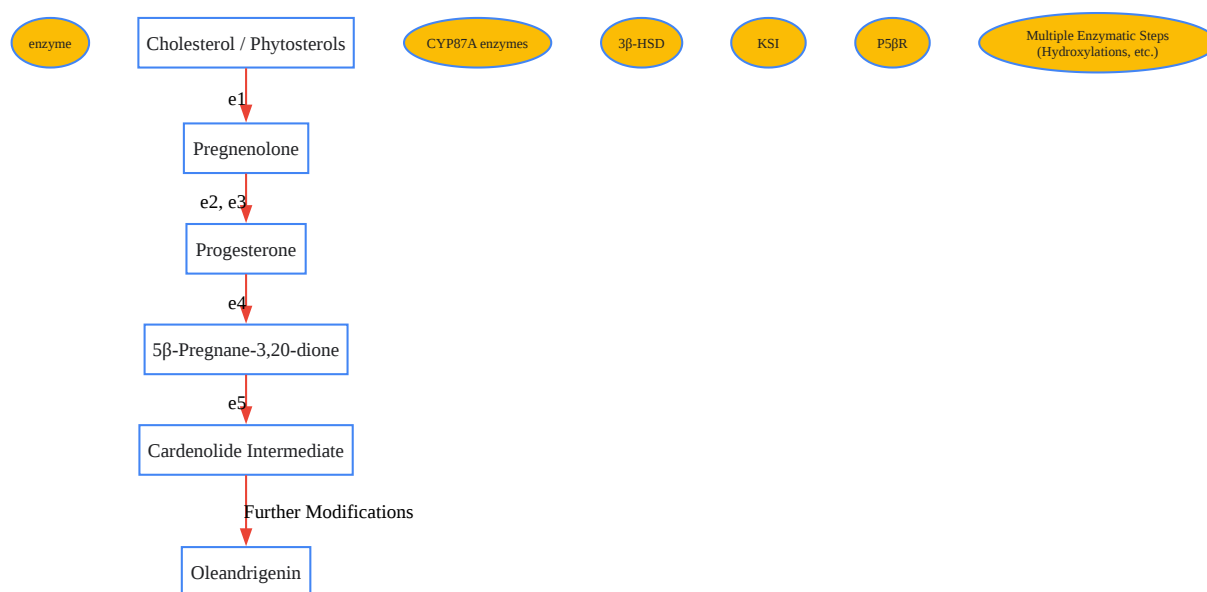 enzyme
Cholesterol / Phytosterols
CYP87A enzymes
3β-HSD
KSI
P5βR
Multiple Enzymatic Steps
(Hydroxylations, etc.)
e1
Pregnenolone
e2, e3
Progesterone
e4
5β-Pregnane-3,20-dione
e5
Cardenolide Intermediate
Further Modifications
Oleandrigenin